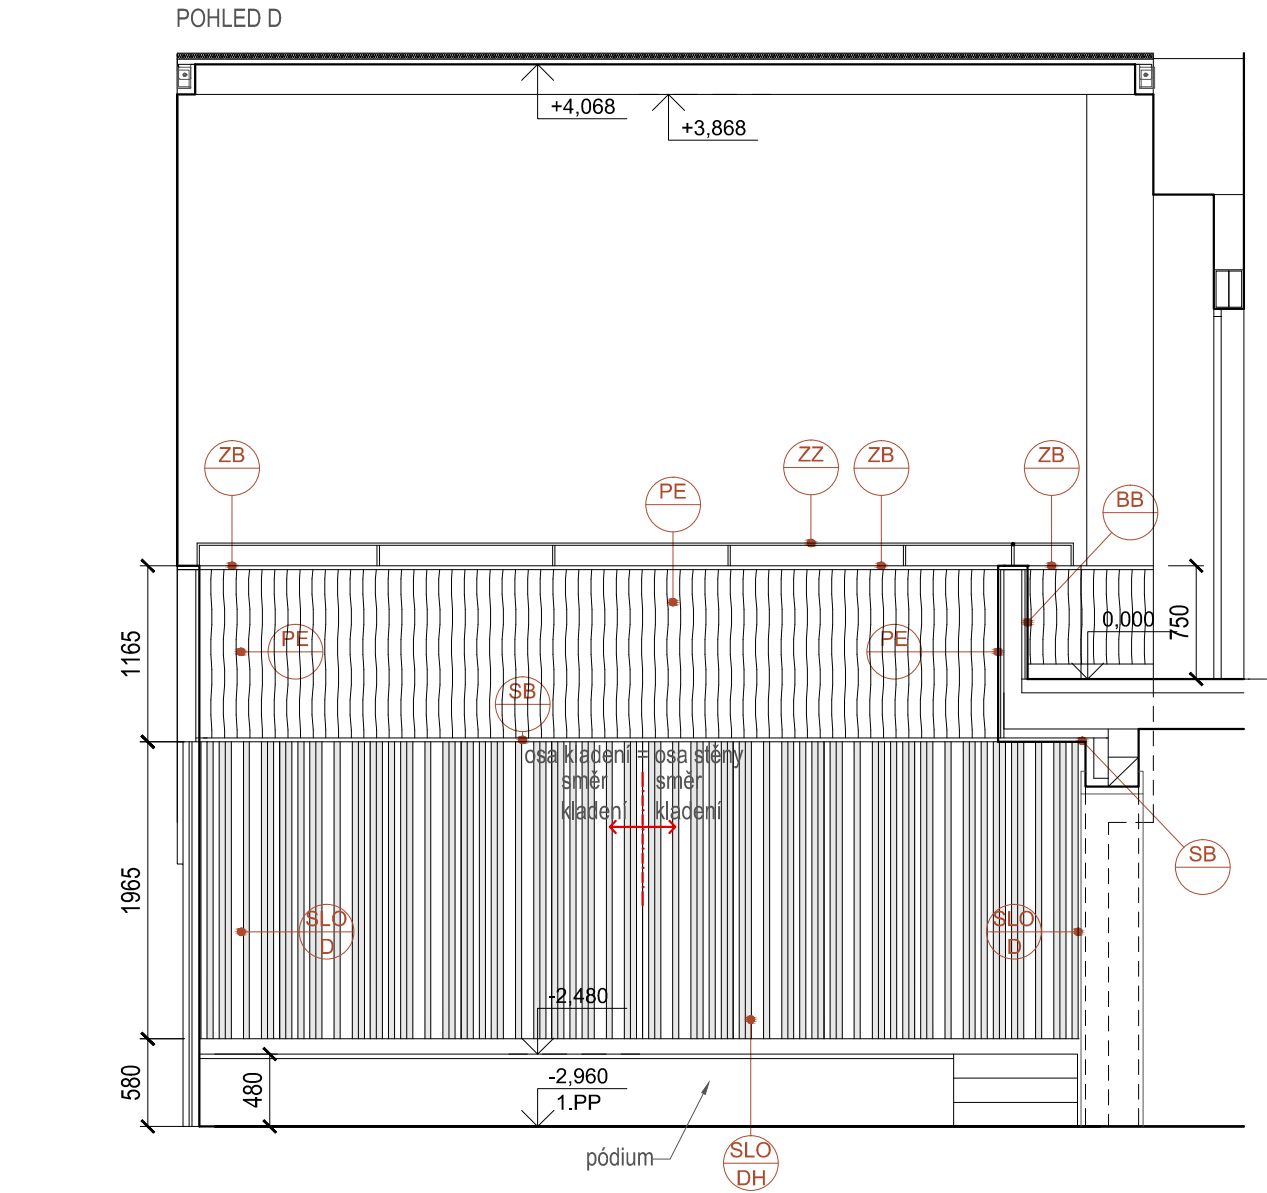 POHLED D
+4,068
+3,868
ZB
ZZ
ZB
ZB
PE
BB
0,000
750
1165
PE
PE
SB
osa kladení = osa stěny
směr
směr
kladení
kladení
SB
1965
SLO
D
SLO
D
-2,480
580
480
-2,960
1.PP
pódium
SLO
DH